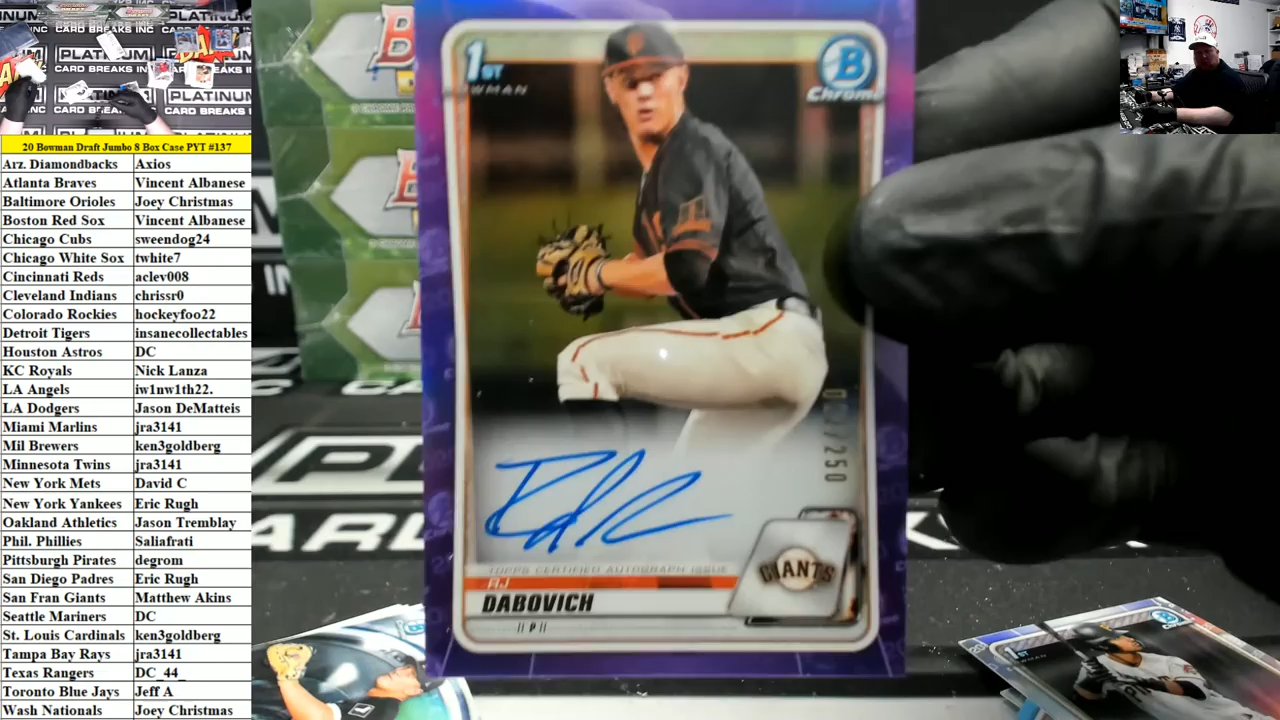 PLATINUM
CARD BREAKS INC
20 Bowman Draft Jumbo 8 Box Case PYT #137
Arz. Diamondbacks Axios
Atlanta Braves Vincent Albanese
Baltimore Orioles Joey Christmas
Boston Red Sox Vincent Albanese
Chicago Cubs sweendog24
Chicago White Sox twhite7
Cincinnati Reds aclev008
Cleveland Indians chrissr0
Colorado Rockies hockeyfoo22
Detroit Tigers insanecollectables
Houston Astros DC
KC Royals Nick Lanza
LA Angels iw1nw1th22.
LA Dodgers Jason DeMatteis
Miami Marlins jra3141
Mil Brewers ken3goldberg
Minnesota Twins jra3141
New York Mets David C
New York Yankees Eric Rugh
Oakland Athletics Jason Tremblay
Phil. Phillies Saliafrati
Pittsburgh Pirates degrom
San Diego Padres Eric Rugh
San Fran Giants Matthew Akins
Seattle Mariners DC
St. Louis Cardinals ken3goldberg
Tampa Bay Rays jra3141
Texas Rangers DC_44_
Toronto Blue Jays Jeff A
Wash Nationals Joey Christmas
1ST
B
Chrome
TOPPS CERTIFIED AUTOGRAPH ISSUE
RJ
DABOVICH
P
GIANTS
1ST